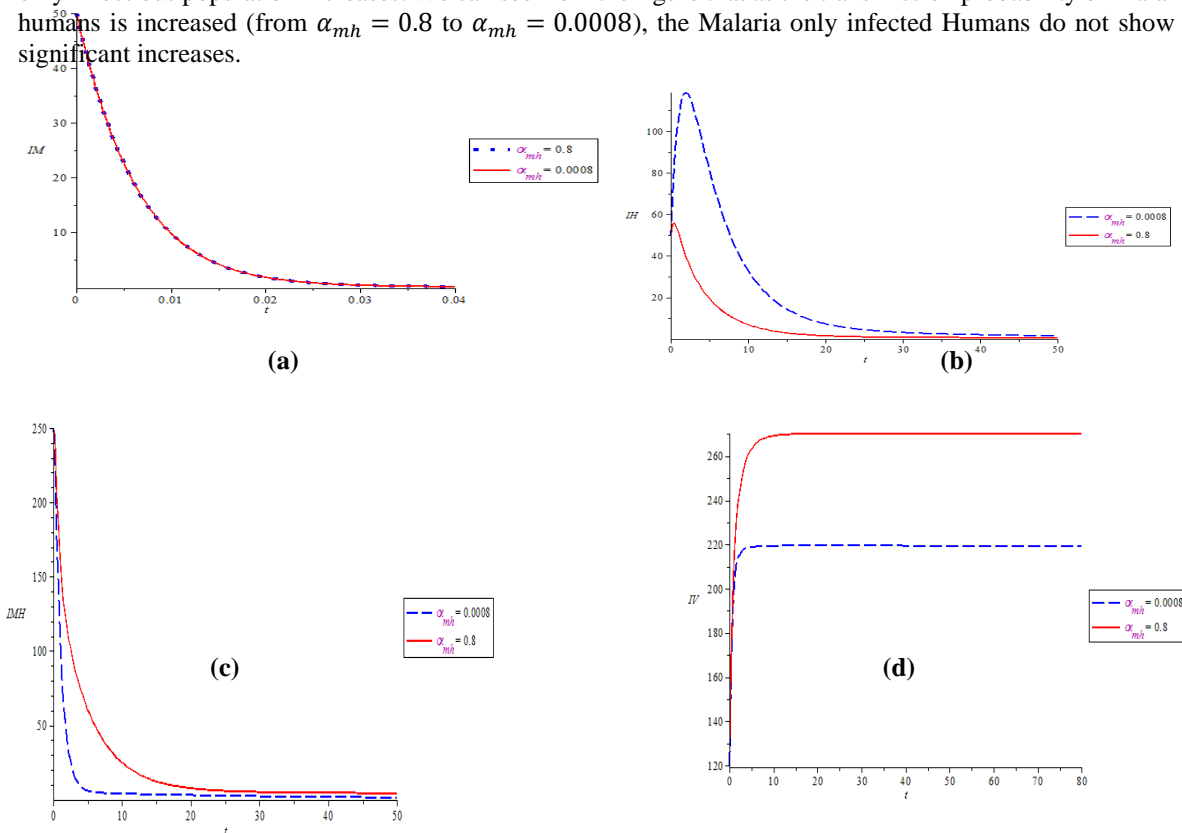 humans is increased (from α_mh = 0.8 to α_mh = 0.0008), the Malaria only infected Humans do not show
significant increases.
50
30
20
10
IM
0 0.01 0.02 0.03 0.04
t
α_mh = 0.8
α_mh = 0.0008
(a)
100
80
60
40
20
IH
0 10 20 30 40 50
t
α_mh = 0.0008
α_mh = 0.8
(b)
250
200
150
100
50
IMH
0 10 20 30 40 50
t
α_mh = 0.0008
α_mh = 0.8
(c)
260
240
220
200
180
160
140
120
IV
0 10 20 30 40 50 60 70 80
t
α_mh = 0.0008
α_mh = 0.8
(d)